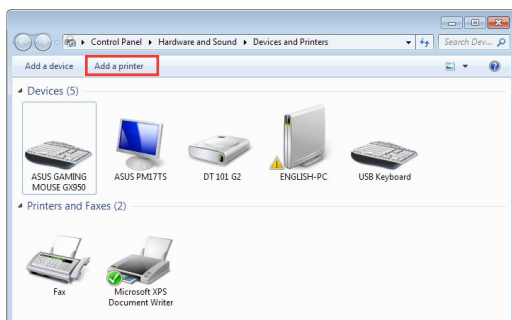 Control Panel ▸ Hardware and Sound ▸ Devices and Printers
Search Dev...
Add a device
Add a printer
Devices (5)
ASUS GAMING
MOUSE GX950
ASUS PM17TS
DT 101 G2
ENGLISH-PC
USB Keyboard
Printers and Faxes (2)
Fax
Microsoft XPS
Document Writer